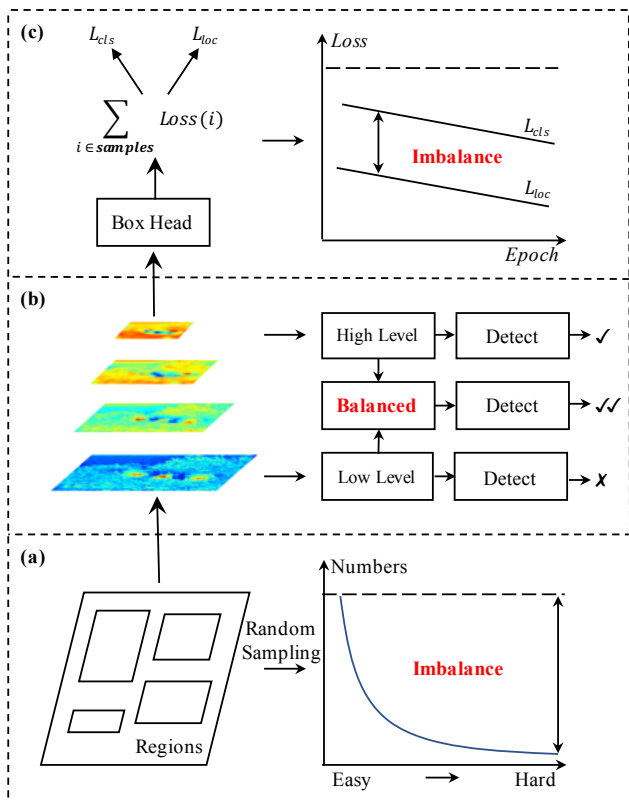 (c)
L_cls
L_loc
∑ Loss(i)
i ∈ samples
Box Head
Loss
L_cls
Imbalance
L_loc
Epoch
(b)
High Level
Detect
✓
Balanced
Detect
✓✓
Low Level
Detect
✗
(a)
Regions
Random
Sampling
Numbers
Imbalance
Easy
Hard